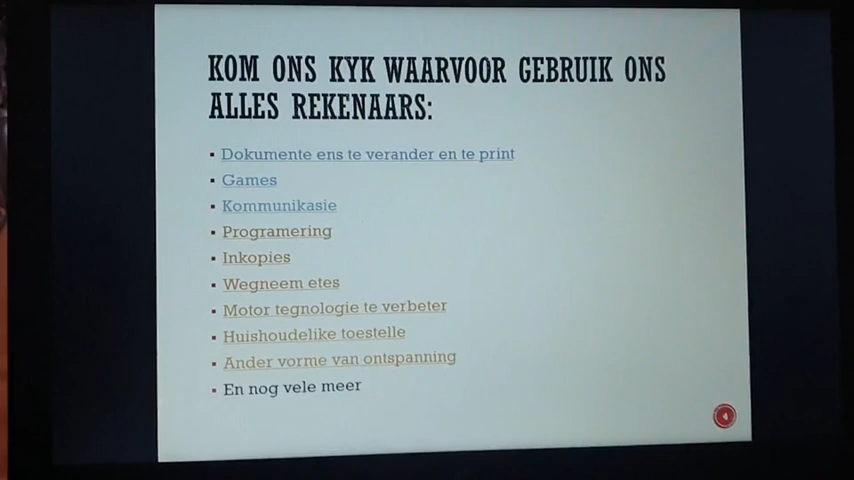 KOM ONS KYK WAARVOOR GEBRUIK ONS
ALLES REKENAARS:
▪ Dokumente ens te verander en te print
▪ Games
▪ Kommunikasie
▪ Programering
▪ Inkopies
▪ Wegneem etes
▪ Motor tegnologie te verbeter
▪ Huishoudelike toestelle
▪ Ander vorme van ontspanning
▪ En nog vele meer
4